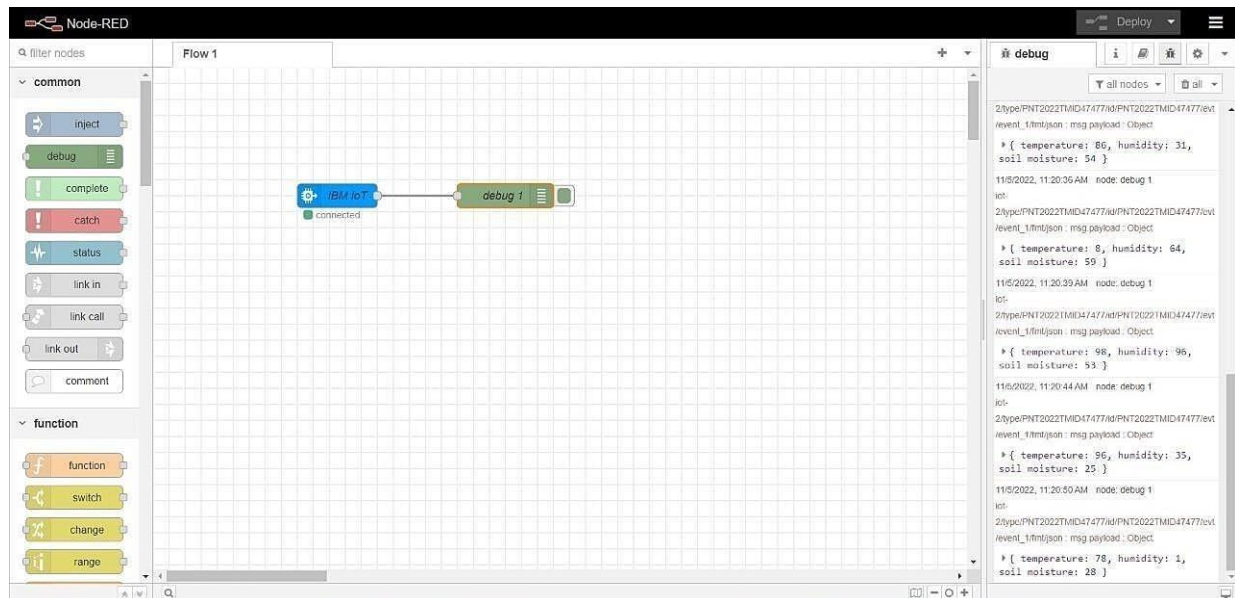 Node-RED
Deploy
filter nodes
Flow 1
debug
i
all nodes
all
common
inject
debug
complete
catch
status
link in
link call
link out
comment
function
function
switch
change
range
IBM IoT
connected
debug 1
2/type/PNT2022TMID47477/id/PNT2022TMID47477/evt
/event_1/fmt/json : msg.payload : Object
{ temperature: 86, humidity: 31,
soil moisture: 54 }
11/5/2022, 11:20:36 AM node: debug 1
iot-
2/type/PNT2022TMID47477/id/PNT2022TMID47477/evt
/event_1/fmt/json : msg.payload : Object
{ temperature: 8, humidity: 64,
soil moisture: 59 }
11/5/2022, 11:20:39 AM node: debug 1
iot-
2/type/PNT2022TMID47477/id/PNT2022TMID47477/evt
/event_1/fmt/json : msg.payload : Object
{ temperature: 98, humidity: 96,
soil moisture: 53 }
11/5/2022, 11:20:44 AM node: debug 1
iot-
2/type/PNT2022TMID47477/id/PNT2022TMID47477/evt
/event_1/fmt/json : msg.payload : Object
{ temperature: 96, humidity: 35,
soil moisture: 25 }
11/5/2022, 11:20:50 AM node: debug 1
iot-
2/type/PNT2022TMID47477/id/PNT2022TMID47477/evt
/event_1/fmt/json : msg.payload : Object
{ temperature: 78, humidity: 1,
soil moisture: 28 }